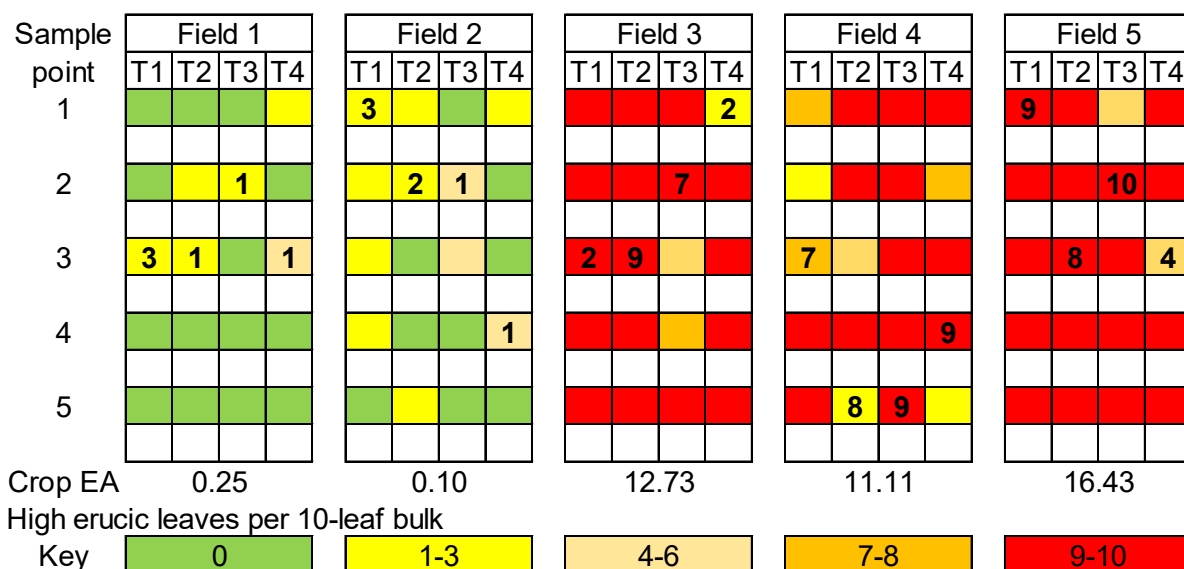 Sample Field 1 Field 2 Field 3 Field 4 Field 5
point T1 T2 T3 T4 T1 T2 T3 T4 T1 T2 T3 T4 T1 T2 T3 T4 T1 T2 T3 T4
1 3 2 9
2 1 2 1 7 10
3 3 1 1 2 9 7 8 4
4 1 9
5 8 9
Crop EA 0.25 0.10 12.73 11.11 16.43
High erucic leaves per 10-leaf bulk
Key 0 1-3 4-6 7-8 9-10